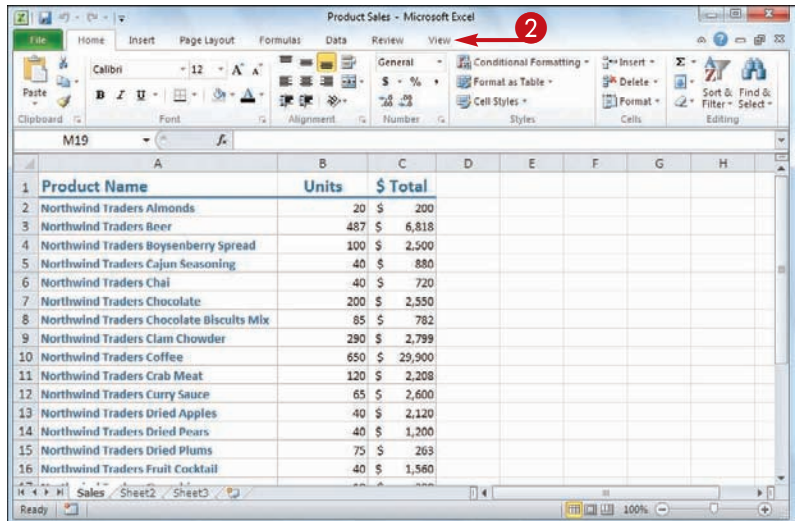 Product Sales - Microsoft Excel
2
File Home Insert Page Layout Formulas Data Review View
Calibri 12 A A General Conditional Formatting Insert Σ
Paste B I U A $ % , Format as Table Delete Sort & Filter Find & Select
.0 .00 .00 .0 Cell Styles Format
Clipboard Font Alignment Number Styles Cells Editing
M19 fx
A B C D E F G H
1 Product Name Units $ Total
2 Northwind Traders Almonds 20 $ 200
3 Northwind Traders Beer 487 $ 6,818
4 Northwind Traders Boysenberry Spread 100 $ 2,500
5 Northwind Traders Cajun Seasoning 40 $ 880
6 Northwind Traders Chai 40 $ 720
7 Northwind Traders Chocolate 200 $ 2,550
8 Northwind Traders Chocolate Biscuits Mix 85 $ 782
9 Northwind Traders Clam Chowder 290 $ 2,799
10 Northwind Traders Coffee 650 $ 29,900
11 Northwind Traders Crab Meat 120 $ 2,208
12 Northwind Traders Curry Sauce 65 $ 2,600
13 Northwind Traders Dried Apples 40 $ 2,120
14 Northwind Traders Dried Pears 40 $ 1,200
15 Northwind Traders Dried Plums 75 $ 263
16 Northwind Traders Fruit Cocktail 40 $ 1,560
Sales Sheet2 Sheet3
Ready 100%